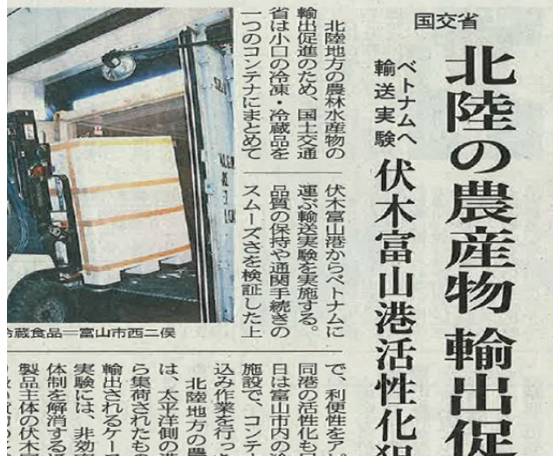 国交省
北陸の農産物 輸出促
ベトナムへ
輸送実験
伏木富山港活性化狙
北陸地方の農林水産物の
輸出促進のため、国土交通
省は小口の冷凍・冷蔵品を
一つのコンテナにまとめて
伏木富山港からベトナムに
運ぶ輸送実験を実施する。
品質の保持や通関手続きの
スムーズさを検証した上
冷蔵食品=富山市西二俣
で、利便性をア
同港の活性化も
日は富山市内の
施設で、コンテ
込み作業を行っ
北陸地方の農
は、太平洋側の
ら集荷されたも
輸出されるケー
実験には、非効
体制を解消する
製品主体の伏木